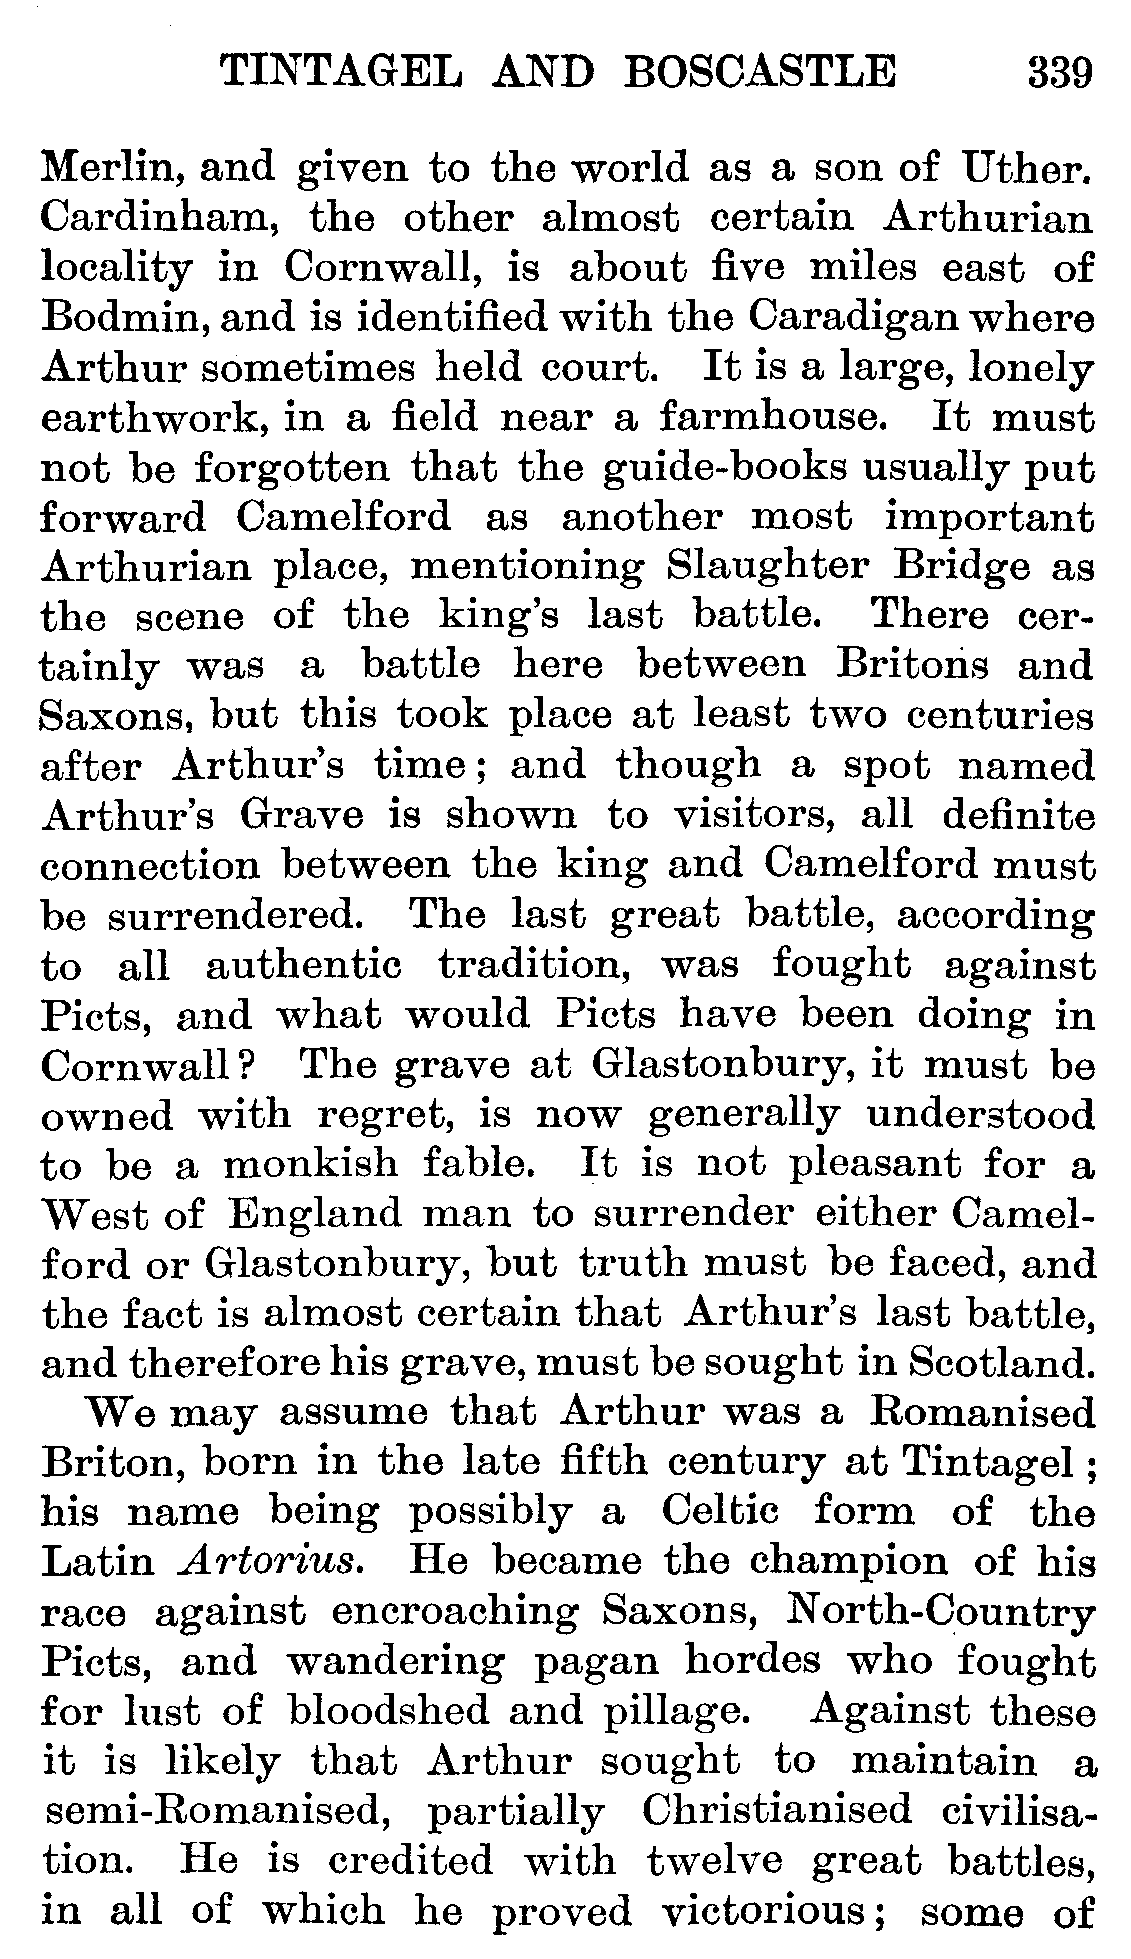 TINTAGEL AND BOSCASTLE 339
Merlin, and given to the world as a son of Uther.
Cardinham, the other almost certain Arthurian
locality in Cornwall, is about five miles east of
Bodmin, and is identified with the Caradigan where
Arthur sometimes held court. It is a large, lonely
earthwork, in a field near a farmhouse. It must
not be forgotten that the guide-books usually put
forward Camelford as another most important
Arthurian place, mentioning Slaughter Bridge as
the scene of the king's last battle. There cer-
tainly was a battle here between Britons and
Saxons, but this took place at least two centuries
after Arthur's time; and though a spot named
Arthur's Grave is shown to visitors, all definite
connection between the king and Camelford must
be surrendered. The last great battle, according
to all authentic tradition, was fought against
Picts, and what would Picts have been doing in
Cornwall? The grave at Glastonbury, it must be
owned with regret, is now generally understood
to be a monkish fable. It is not pleasant for a
West of England man to surrender either Camel-
ford or Glastonbury, but truth must be faced, and
the fact is almost certain that Arthur's last battle,
and therefore his grave, must be sought in Scotland.
We may assume that Arthur was a Romanised
Briton, born in the late fifth century at Tintagel;
his name being possibly a Celtic form of the
Latin Artorius. He became the champion of his
race against encroaching Saxons, North-Country
Picts, and wandering pagan hordes who fought
for lust of bloodshed and pillage. Against these
it is likely that Arthur sought to maintain a
semi-Romanised, partially Christianised civilisa-
tion. He is credited with twelve great battles,
in all of which he proved victorious; some of